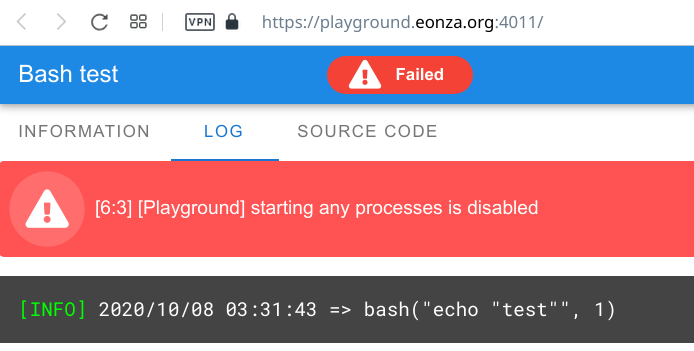 VPN https://playground.eonza.org:4011/
Bash test Failed
INFORMATION LOG SOURCE CODE
[6:3] [Playground] starting any processes is disabled
[INFO] 2020/10/08 03:31:43 => bash("echo "test"", 1)